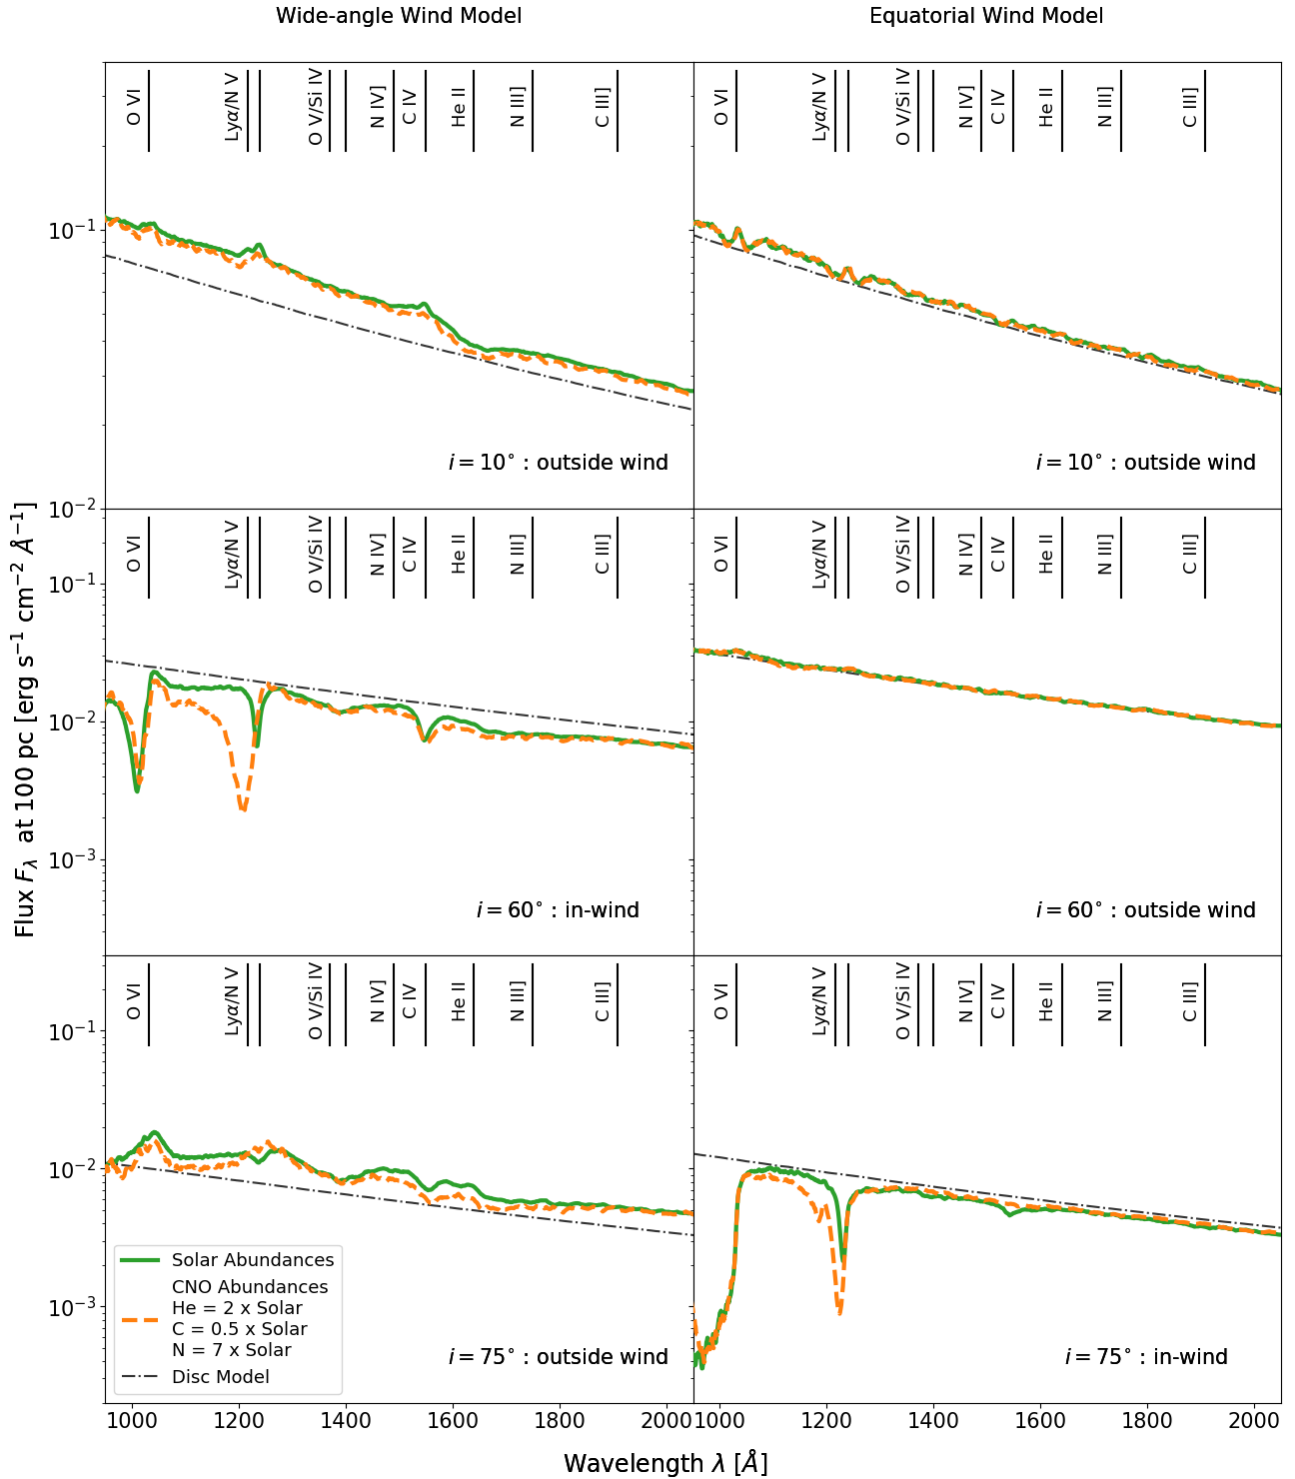 Wide-angle Wind Model
Equatorial Wind Model
O VI
Lyα/N V
O V/Si IV
N IV]
C IV
He II
N III]
C III]
O VI
Lyα/N V
O V/Si IV
N IV]
C IV
He II
N III]
C III]
10⁻¹
i = 10° : outside wind
i = 10° : outside wind
10⁻²
O VI
Lyα/N V
O V/Si IV
N IV]
C IV
He II
N III]
C III]
O VI
Lyα/N V
O V/Si IV
N IV]
C IV
He II
N III]
C III]
10⁻¹
10⁻²
10⁻³
Flux F_λ at 100 pc [erg s⁻¹ cm⁻² Å⁻¹]
i = 60° : in-wind
i = 60° : outside wind
O VI
Lyα/N V
O V/Si IV
N IV]
C IV
He II
N III]
C III]
O VI
Lyα/N V
O V/Si IV
N IV]
C IV
He II
N III]
C III]
10⁻¹
10⁻²
10⁻³
Solar Abundances
CNO Abundances
He = 2 x Solar
C = 0.5 x Solar
N = 7 x Solar
Disc Model
i = 75° : outside wind
i = 75° : in-wind
1000 1200 1400 1600 1800 2000
1000 1200 1400 1600 1800 2000
Wavelength λ [Å]